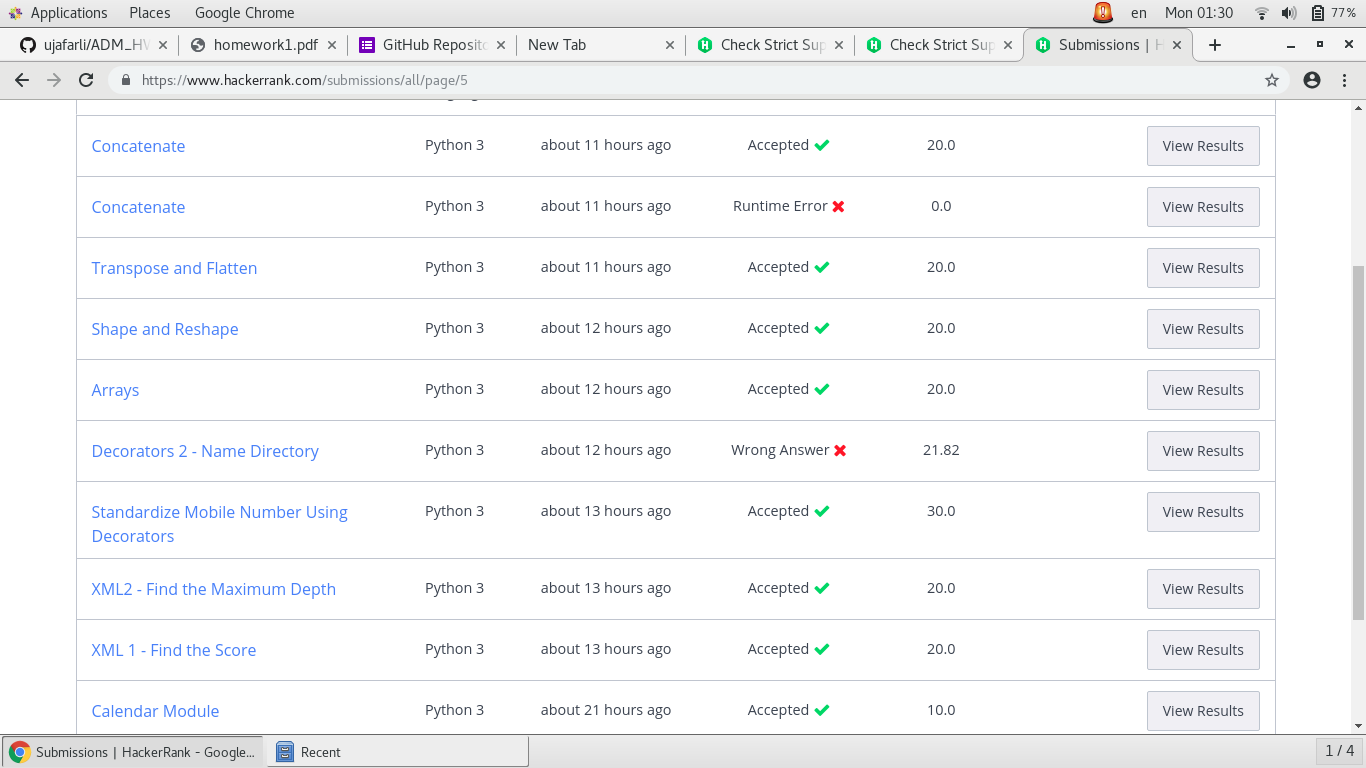 Applications Places Google Chrome en Mon 01:30 77%
ujafarli/ADM_HW homework1.pdf GitHub Reposito New Tab Check Strict Sup Check Strict Sup Submissions | H
https://www.hackerrank.com/submissions/all/page/5
Concatenate Python 3 about 11 hours ago Accepted 20.0 View Results
Concatenate Python 3 about 11 hours ago Runtime Error 0.0 View Results
Transpose and Flatten Python 3 about 11 hours ago Accepted 20.0 View Results
Shape and Reshape Python 3 about 12 hours ago Accepted 20.0 View Results
Arrays Python 3 about 12 hours ago Accepted 20.0 View Results
Decorators 2 - Name Directory Python 3 about 12 hours ago Wrong Answer 21.82 View Results
Standardize Mobile Number Using Python 3 about 13 hours ago Accepted 30.0 View Results
Decorators
XML2 - Find the Maximum Depth Python 3 about 13 hours ago Accepted 20.0 View Results
XML 1 - Find the Score Python 3 about 13 hours ago Accepted 20.0 View Results
Calendar Module Python 3 about 21 hours ago Accepted 10.0 View Results
Submissions | HackerRank - Google... Recent 1 / 4